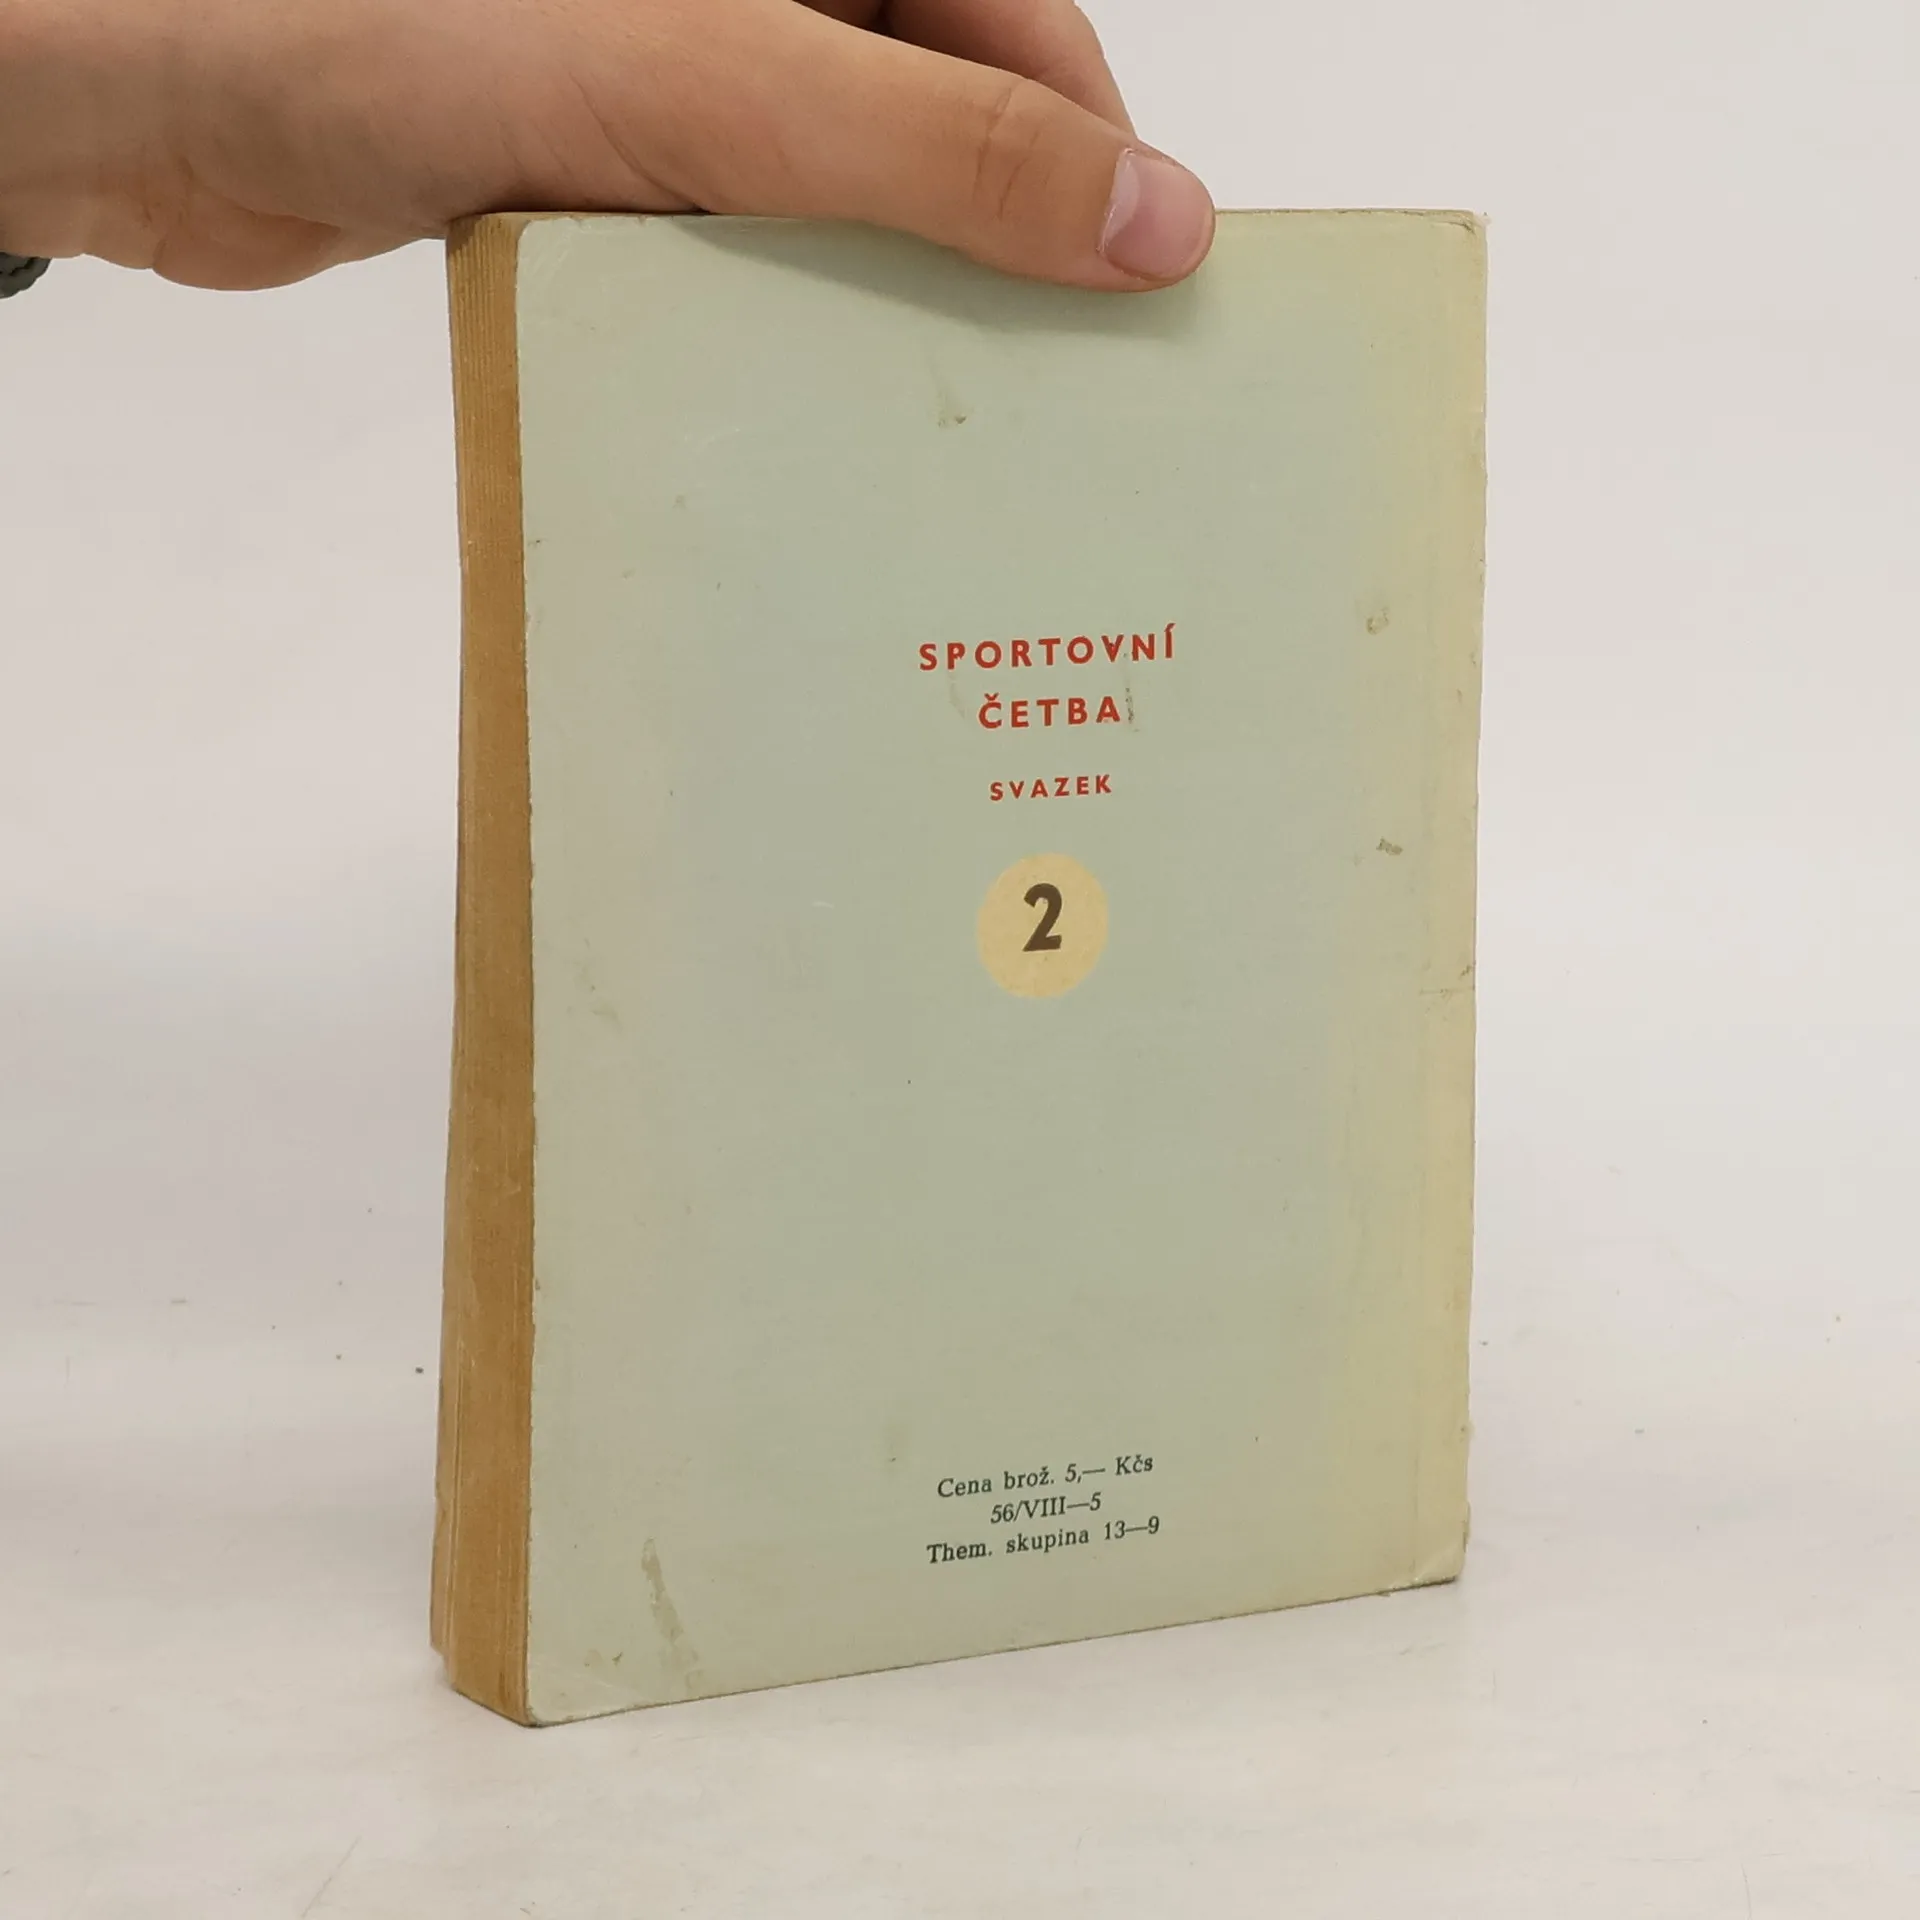 SPORTOVNÍ
ČETBA
SVAZEK
2
Cena brož. 5,— Kčs
56/VIII—5
Them. skupina 13—9